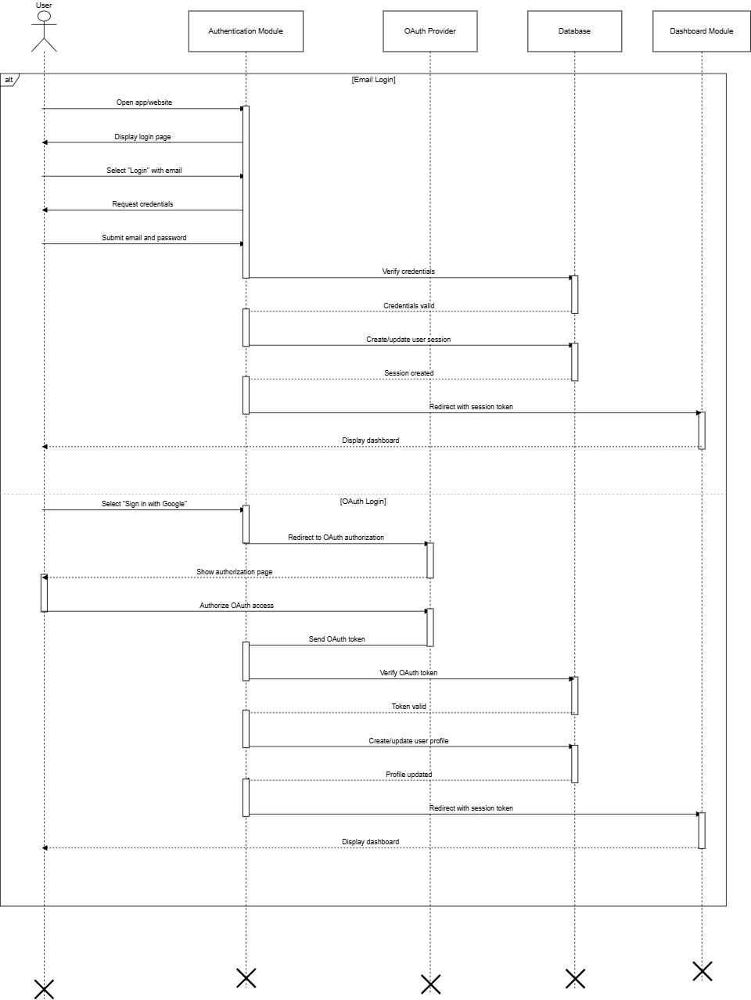 User
Authentication Module
OAuth Provider
Database
Dashboard Module
alt
[Email Login]
Open app/website
Display login page
Select "Login" with email
Request credentials
Submit email and password
Verify credentials
Credentials valid
Create/update user session
Session created
Redirect with session token
Display dashboard
[OAuth Login]
Select "Sign in with Google"
Redirect to OAuth authorization
Show authorization page
Authorize OAuth access
Send OAuth token
Verify OAuth token
Token valid
Create/update user profile
Profile updated
Redirect with session token
Display dashboard